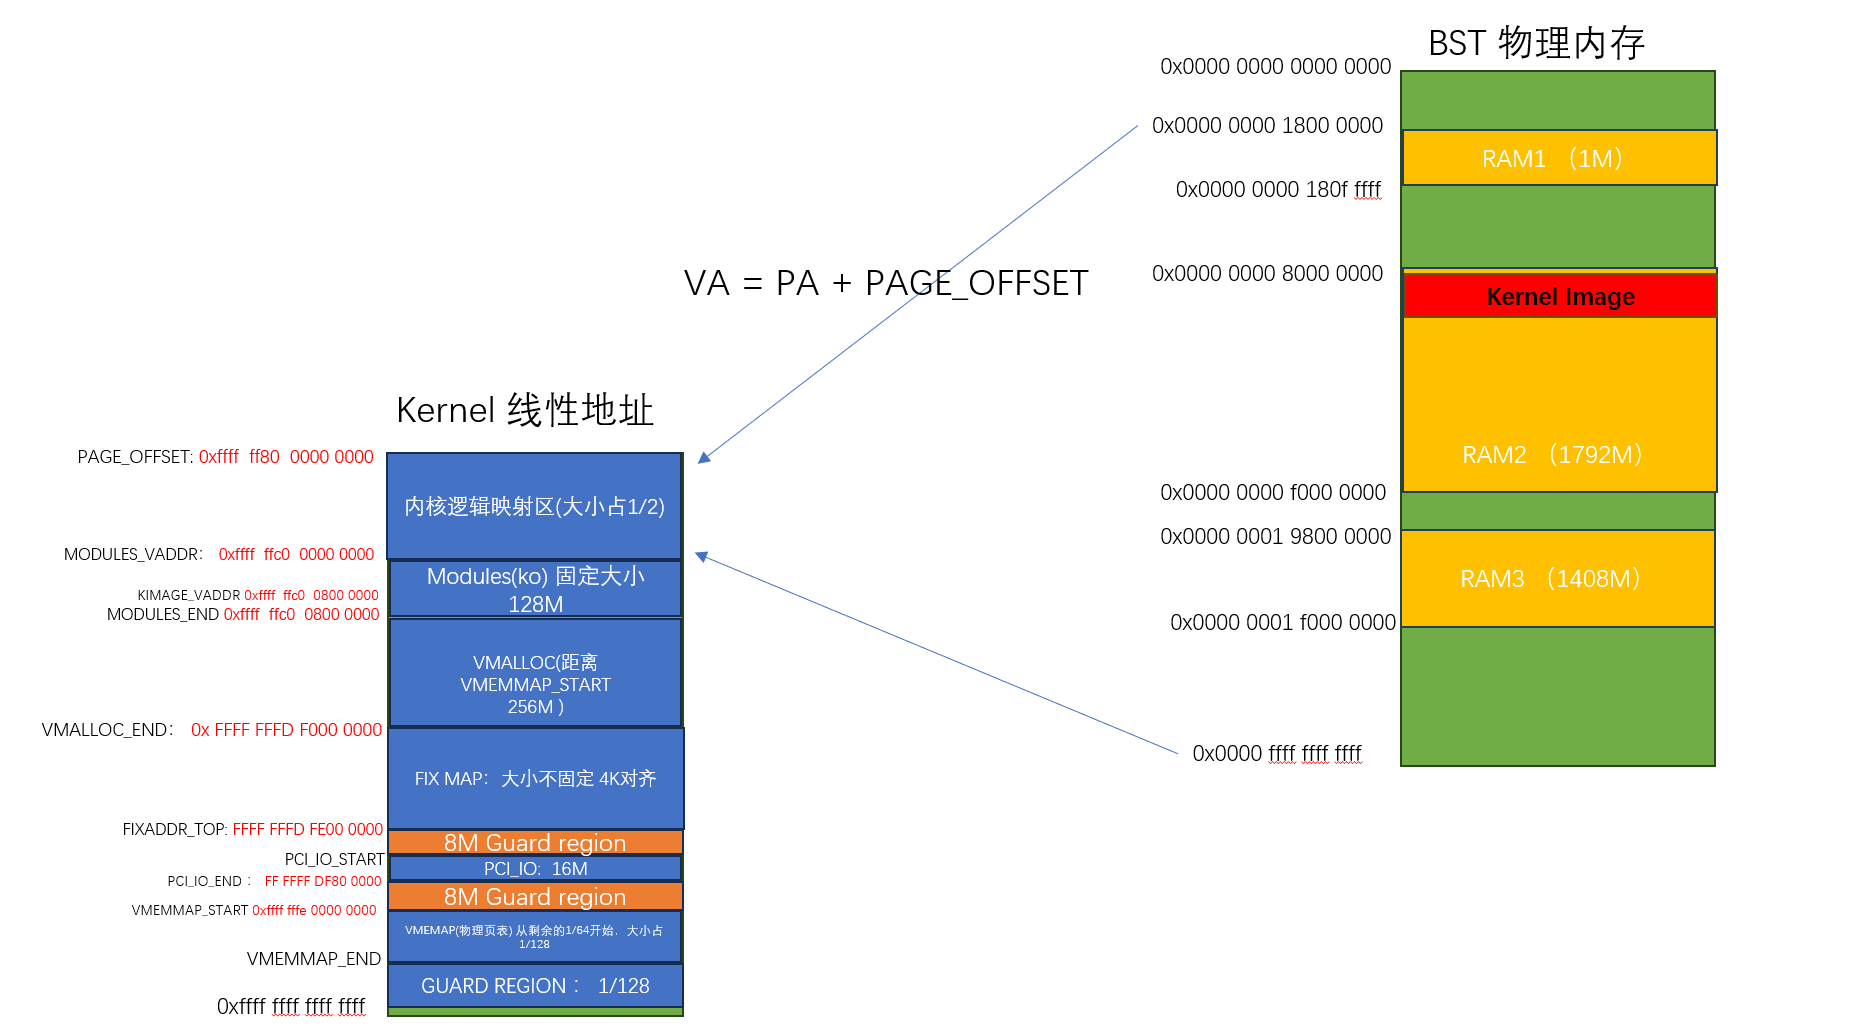 BST 物理内存
0x0000 0000 0000 0000
0x0000 0000 1800 0000
RAM1 （1M）
0x0000 0000 180f ffff
0x0000 0000 8000 0000
Kernel Image
RAM2 （1792M）
0x0000 0000 f000 0000
0x0000 0001 9800 0000
RAM3 （1408M）
0x0000 0001 f000 0000
0x0000 ffff ffff ffff
VA = PA + PAGE_OFFSET
Kernel 线性地址
PAGE_OFFSET: 0xffff ff80 0000 0000
内核逻辑映射区(大小占1/2)
MODULES_VADDR： 0xffff ffc0 0000 0000
Modules(ko) 固定大小
128M
KIMAGE_VADDR 0xffff ffc0 0800 0000
MODULES_END 0xffff ffc0 0800 0000
VMALLOC(距离
VMEMMAP_START
256M )
VMALLOC_END： 0x FFFF FFFD F000 0000
FIX MAP：大小不固定 4K对齐
FIXADDR_TOP: FFFF FFFD FE00 0000
8M Guard region
PCI_IO_START
PCI_IO: 16M
PCI_IO_END： FF FFFF DF80 0000
8M Guard region
VMEMMAP_START 0xffff fffe 0000 0000
VMEMAP(物理页表) 从剩余的1/64开始．大小占
1/128
VMEMMAP_END
GUARD REGION： 1/128
0xffff ffff ffff ffff